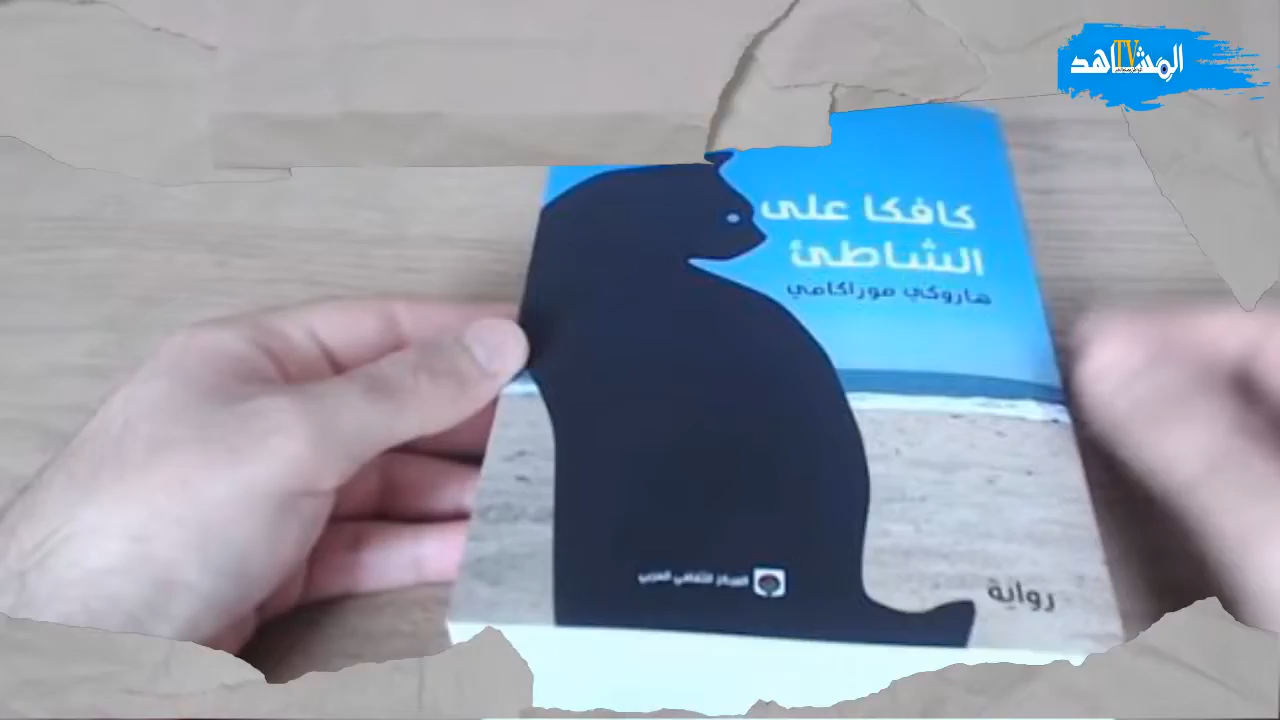 المشاهد
TV
كافكا على
الشاطئ
هاروكي موراكامي
رواية
المركز الثقافي العربي